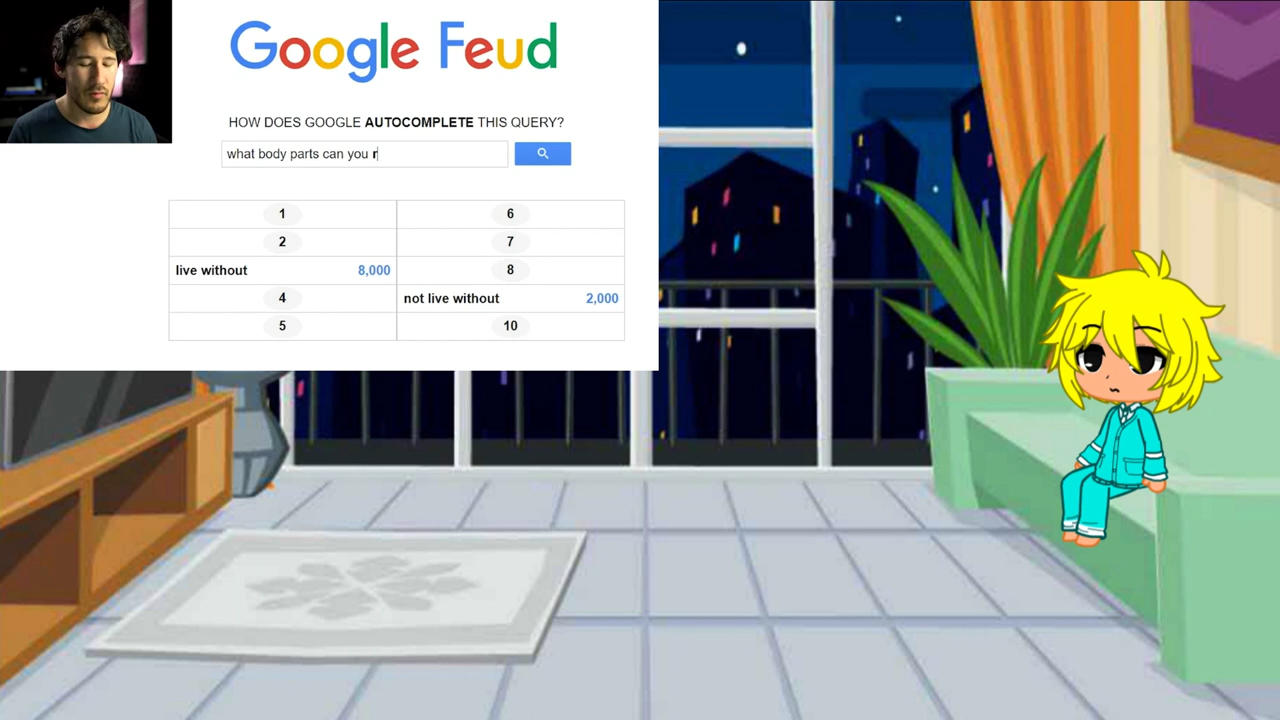 Google Feud
HOW DOES GOOGLE AUTOCOMPLETE THIS QUERY?
what body parts can you r
1 6
2 7
live without 8,000 8
4 not live without 2,000
5 10